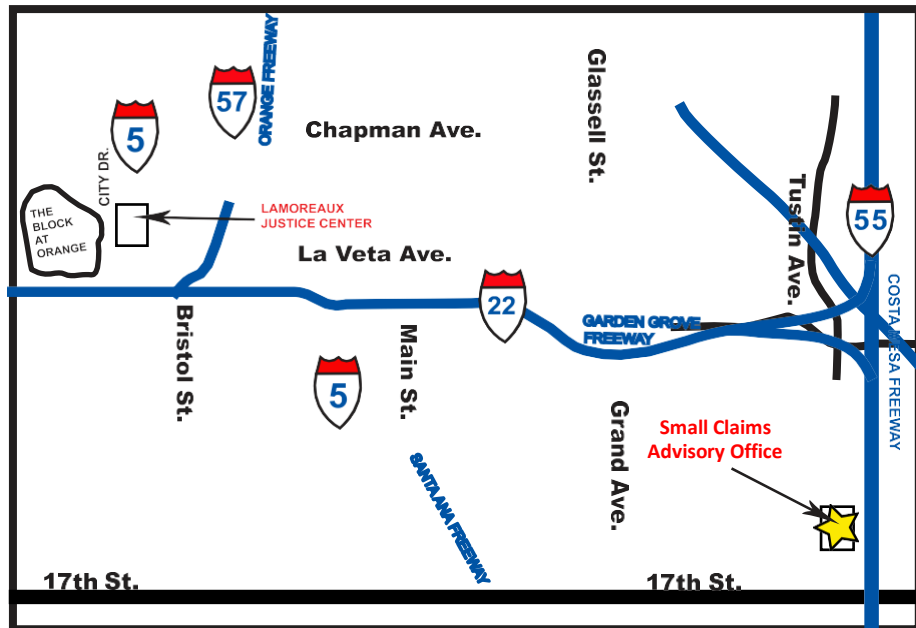 57
ORANGE FREEWAY
Glassell St.
5
Chapman Ave.
CITY DR.
Tustin Ave.
55
THE
BLOCK
AT
ORANGE
LAMOREAUX
JUSTICE CENTER
La Veta Ave.
22
Bristol St.
Main St.
GARDEN GROVE
FREEWAY
COSTA MESA FREEWAY
5
Grand Ave.
Small Claims
Advisory Office
SANTA ANA FREEWAY
17th St.
17th St.